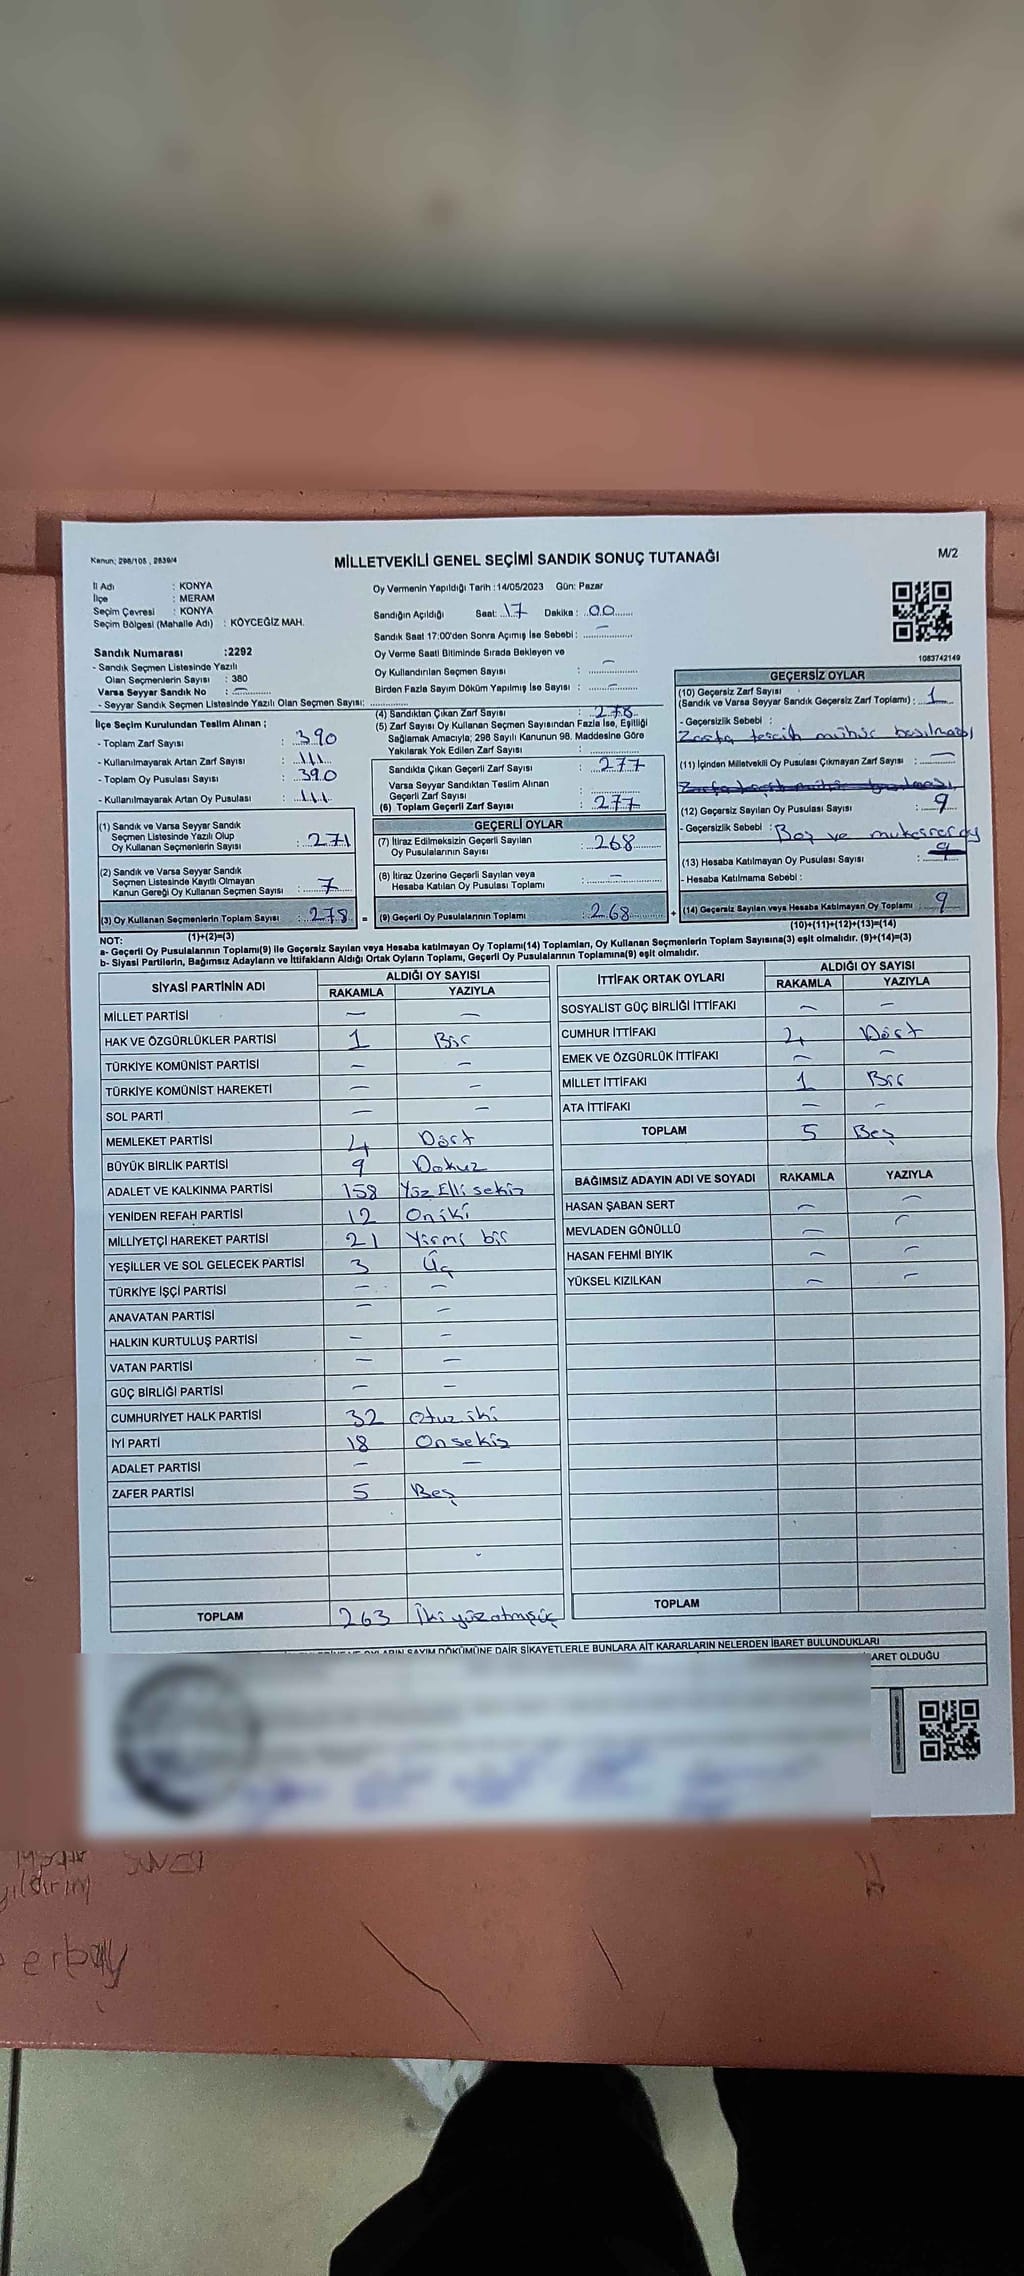 Kanun; 298/105 , 2839/4
MİLLETVEKİLİ GENEL SEÇİMİ SANDIK SONUÇ TUTANAĞI
M/2
İl Adı : KONYA
İlçe : MERAM
Seçim Çevresi : KONYA
Seçim Bölgesi (Mahalle Adı) : KÖYCEĞİZ MAH.
Sandık Numarası :2292
- Sandık Seçmen Listesinde Yazılı
Olan Seçmenlerin Sayısı : 380
Varsa Seyyar Sandık No : —
- Seyyar Sandık Seçmen Listesinde Yazılı Olan Seçmen Sayısı:
Oy Vermenin Yapıldığı Tarih :14/05/2023 Gün: Pazar
Sandığın Açıldığı Saat: 17 Dakika : 00
Sandık Saat 17:00'den Sonra Açımış İse Sebebi : —
Oy Verme Saati Bitiminde Sırada Bekleyen ve
Oy Kullandırılan Seçmen Sayısı : —
Birden Fazla Sayım Döküm Yapılmış İse Sayısı : —
1083742149
İlçe Seçim Kurulundan Teslim Alınan ;
- Toplam Zarf Sayısı : 390
- Kullanılmayarak Artan Zarf Sayısı : 111
- Toplam Oy Pusulası Sayısı : 390
- Kullanılmayarak Artan Oy Pusulası : 111
(1) Sandık ve Varsa Seyyar Sandık
Seçmen Listesinde Yazılı Olup
Oy Kullanan Seçmenlerin Sayısı : 271
(2) Sandık ve Varsa Seyyar Sandık
Seçmen Listesinde Kayıtlı Olmayan
Kanun Gereği Oy Kullanan Seçmen Sayısı : 7
(3) Oy Kullanan Seçmenlerin Toplam Sayısı : 278 =
(1)+(2)=(3)
(4) Sandıktan Çıkan Zarf Sayısı : 278
(5) Zarf Sayısı Oy Kullanan Seçmen Sayısından Fazla İse, Eşitliği
Sağlamak Amacıyla; 298 Sayılı Kanunun 98. Maddesine Göre
Yakılarak Yok Edilen Zarf Sayısı :
Sandıkta Çıkan Geçerli Zarf Sayısı : 277
Varsa Seyyar Sandıktan Teslim Alınan
Geçerli Zarf Sayısı :
(6) Toplam Geçerli Zarf Sayısı : 277
GEÇERLİ OYLAR
(7) İtiraz Edilmeksizin Geçerli Sayılan
Oy Pusulalarının Sayısı : 268
(8) İtiraz Üzerine Geçerli Sayılan veya
Hesaba Katılan Oy Pusulası Toplamı : —
(9) Geçerli Oy Pusulalarının Toplamı : 268 +
GEÇERSİZ OYLAR
(10) Geçersiz Zarf Sayısı
(Sandık ve Varsa Seyyar Sandık Geçersiz Zarf Toplamı) : 1
- Geçersizlik Sebebi :
Zarfa tercih mühür basılması
(11) İçinden Milletvekili Oy Pusulası Çıkmayan Zarf Sayısı : —
(12) Geçersiz Sayılan Oy Pusulası Sayısı : 9
- Geçersizlik Sebebi : Boş ve mukerrer oy
(13) Hesaba Katılmayan Oy Pusulası Sayısı :
- Hesaba Katılmama Sebebi :
(14) Geçersiz Sayılan veya Hesaba Katılmayan Oy Toplamı : 9
(10)+(11)+(12)+(13)=(14)
NOT:
a- Geçerli Oy Pusulalarının Toplamı(9) ile Geçersiz Sayılan veya Hesaba katılmayan Oy Toplamı(14) Toplamları, Oy Kullanan Seçmenlerin Toplam Sayısına(3) eşit olmalıdır. (9)+(14)=(3)
b- Siyasi Partilerin, Bağımsız Adayların ve İttifakların Aldığı Ortak Oyların Toplamı, Geçerli Oy Pusulalarının Toplamına(9) eşit olmalıdır.
SİYASİ PARTİNİN ADI ALDIĞI OY SAYISI
RAKAMLA YAZIYLA
MİLLET PARTİSİ — —
HAK VE ÖZGÜRLÜKLER PARTİSİ 1 Bir
TÜRKİYE KOMÜNİST PARTİSİ — —
TÜRKİYE KOMÜNİST HAREKETİ — —
SOL PARTİ — —
MEMLEKET PARTİSİ 4 Dört
BÜYÜK BİRLİK PARTİSİ 9 Dokuz
ADALET VE KALKINMA PARTİSİ 158 Yüz Elli sekiz
YENİDEN REFAH PARTİSİ 12 Oniki
MİLLİYETÇİ HAREKET PARTİSİ 21 Yirmi bir
YEŞİLLER VE SOL GELECEK PARTİSİ 3 Üç
TÜRKİYE İŞÇİ PARTİSİ — —
ANAVATAN PARTİSİ — —
HALKIN KURTULUŞ PARTİSİ — —
VATAN PARTİSİ — —
GÜÇ BİRLİĞİ PARTİSİ — —
CUMHURİYET HALK PARTİSİ 32 Otuz iki
İYİ PARTİ 18 Onsekiz
ADALET PARTİSİ — —
ZAFER PARTİSİ 5 Beş
TOPLAM 263 İki yüz atmışüç
İTTİFAK ORTAK OYLARI ALDIĞI OY SAYISI
RAKAMLA YAZIYLA
SOSYALİST GÜÇ BİRLİĞİ İTTİFAKI — —
CUMHUR İTTİFAKI 4 Dört
EMEK VE ÖZGÜRLÜK İTTİFAKI — —
MİLLET İTTİFAKI 1 Bir
ATA İTTİFAKI — —
TOPLAM 5 Beş
BAĞIMSIZ ADAYIN ADI VE SOYADI RAKAMLA YAZIYLA
HASAN ŞABAN SERT — —
MEVLADEN GÖNÜLLÜ — —
HASAN FEHMİ BIYIK — —
YÜKSEL KIZILKAN — —
TOPLAM
SAYIM DÖKÜMÜNE DAİR ŞİKAYETLERLE BUNLARA AİT KARARLARIN NELERDEN İBARET BULUNDUKLARI
ARET OLDUĞU